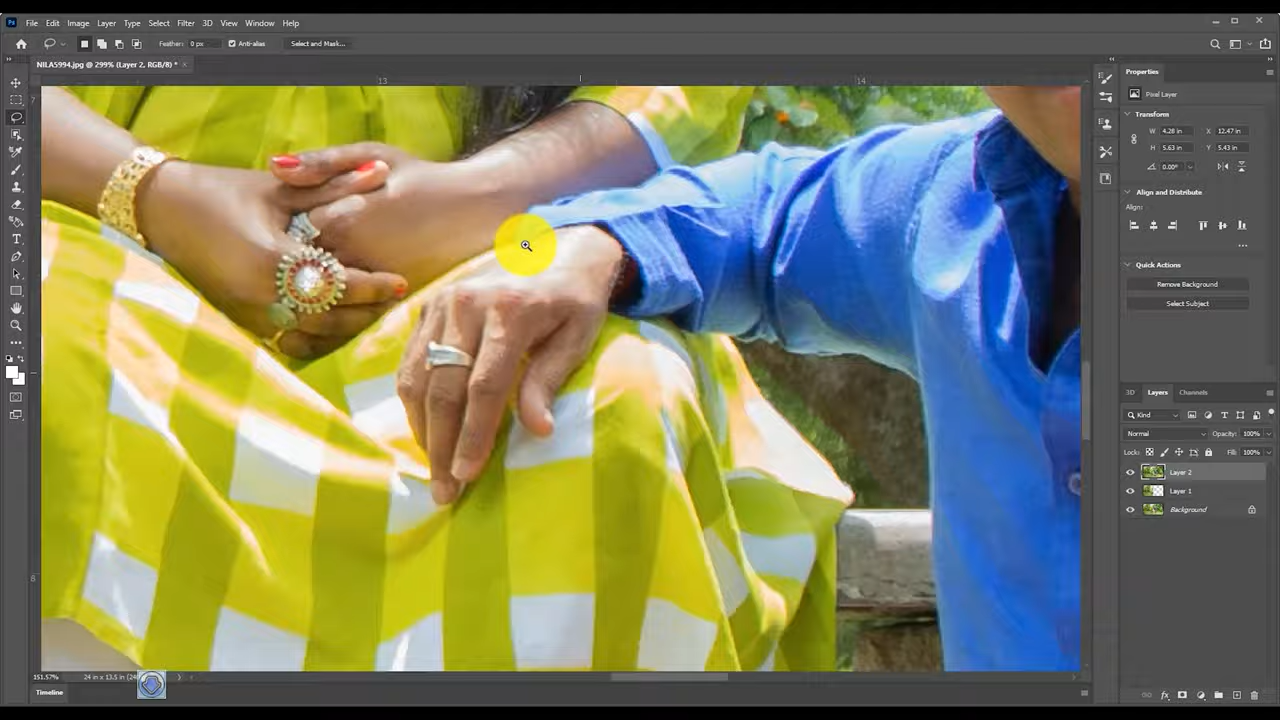 File Edit Image Layer Type Select Filter 3D View Window Help
Feather: 0 px Anti-alias Select and Mask...
NILA5994.jpg @ 299% (Layer 2, RGB/8) *
13 14
7
8
Properties
Pixel Layer
Transform
W 4.28 in X 12.47 in
H 5.63 in Y 5.43 in
0.00°
Align and Distribute
Align:
Quick Actions
Remove Background
Select Subject
3D Layers Channels
Kind
Normal Opacity: 100%
Lock: Fill: 100%
Layer 2
Layer 1
Background
151.57% 24 in x 13.5 in
Timeline